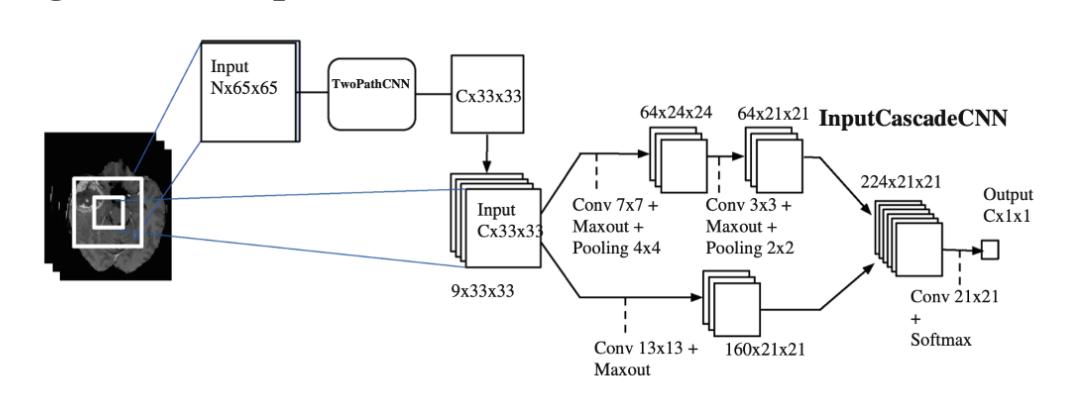 Input
Nx65x65
TwoPathCNN
Cx33x33
Input
Cx33x33
9x33x33
64x24x24
64x21x21
InputCascadeCNN
Conv 7x7 +
Maxout +
Pooling 4x4
Conv 3x3 +
Maxout +
Pooling 2x2
224x21x21
Output
Cx1x1
Conv 21x21
+
Softmax
Conv 13x13 +
Maxout
160x21x21